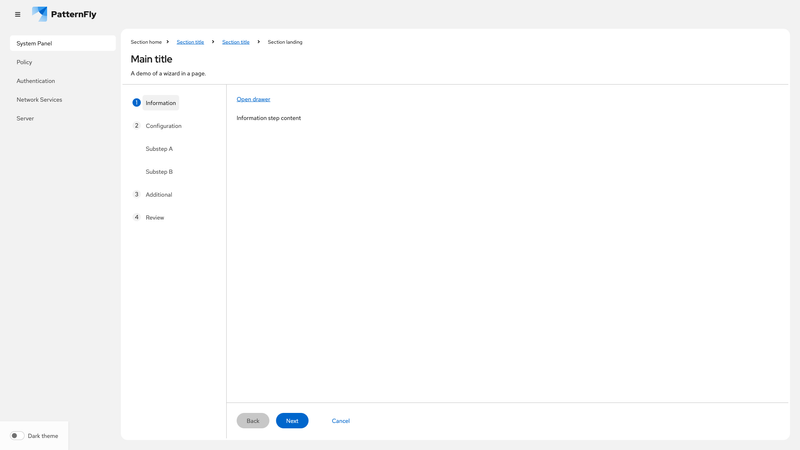 PatternFly
System Panel
Policy
Authentication
Network Services
Server
Section home Section title Section title Section landing
Main title
A demo of a wizard in a page.
1 Information
2 Configuration
Substep A
Substep B
3 Additional
4 Review
Open drawer
Information step content
Back Next Cancel
Dark theme